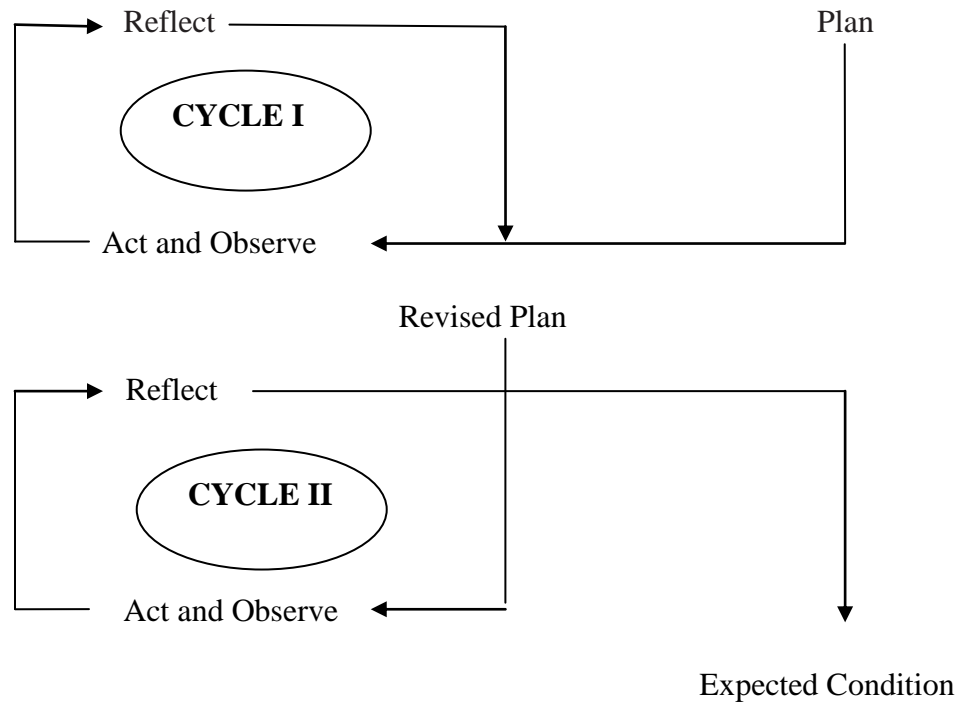 Reflect
Plan
CYCLE I
Act and Observe
Revised Plan
Reflect
CYCLE II
Act and Observe
Expected Condition